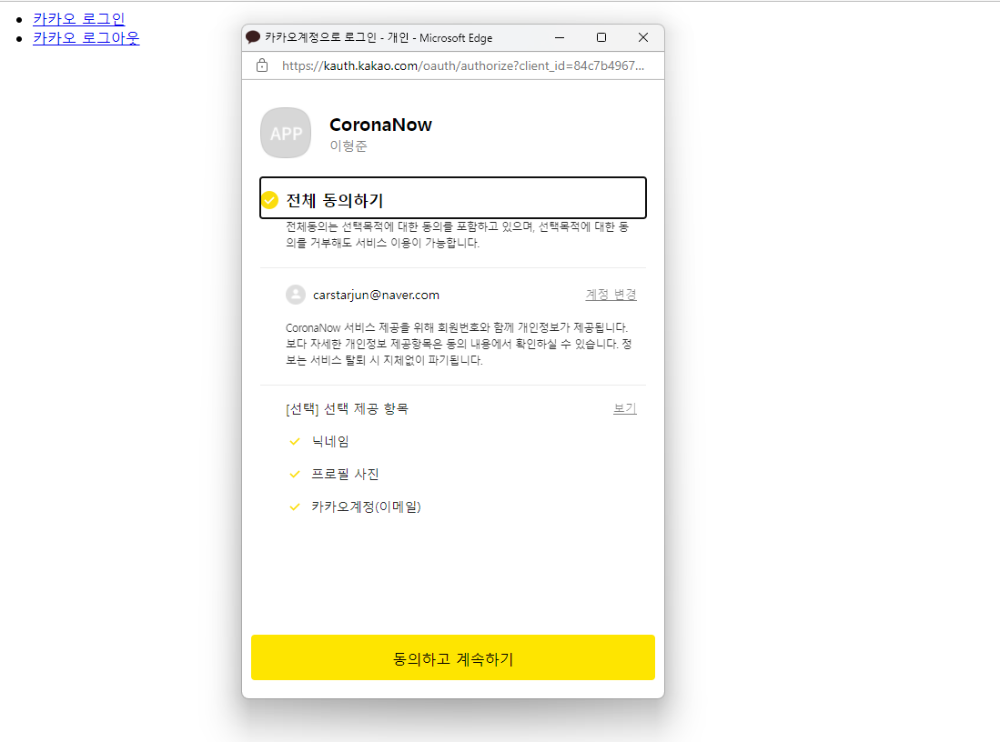 카카오 로그인
카카오 로그아웃
카카오계정으로 로그인 - 개인 - Microsoft Edge
https://kauth.kakao.com/oauth/authorize?client_id=84c7b4967...
APP
CoronaNow
이형준
전체 동의하기
전체동의는 선택목적에 대한 동의를 포함하고 있으며, 선택목적에 대한 동
의를 거부해도 서비스 이용이 가능합니다.
carstarjun@naver.com
계정 변경
CoronaNow 서비스 제공을 위해 회원번호와 함께 개인정보가 제공됩니다.
보다 자세한 개인정보 제공항목은 동의 내용에서 확인하실 수 있습니다. 정
보는 서비스 탈퇴 시 지체없이 파기됩니다.
[선택] 선택 제공 항목
보기
닉네임
프로필 사진
카카오계정(이메일)
동의하고 계속하기